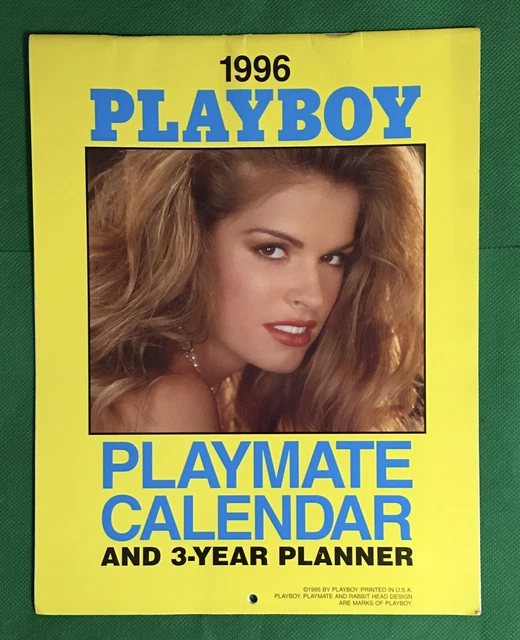 1996
PLAYBOY
PLAYMATE
CALENDAR
AND 3-YEAR PLANNER
©1995 BY PLAYBOY. PRINTED IN U.S.A.
PLAYBOY, PLAYMATE AND RABBIT HEAD DESIGN
ARE MARKS OF PLAYBOY